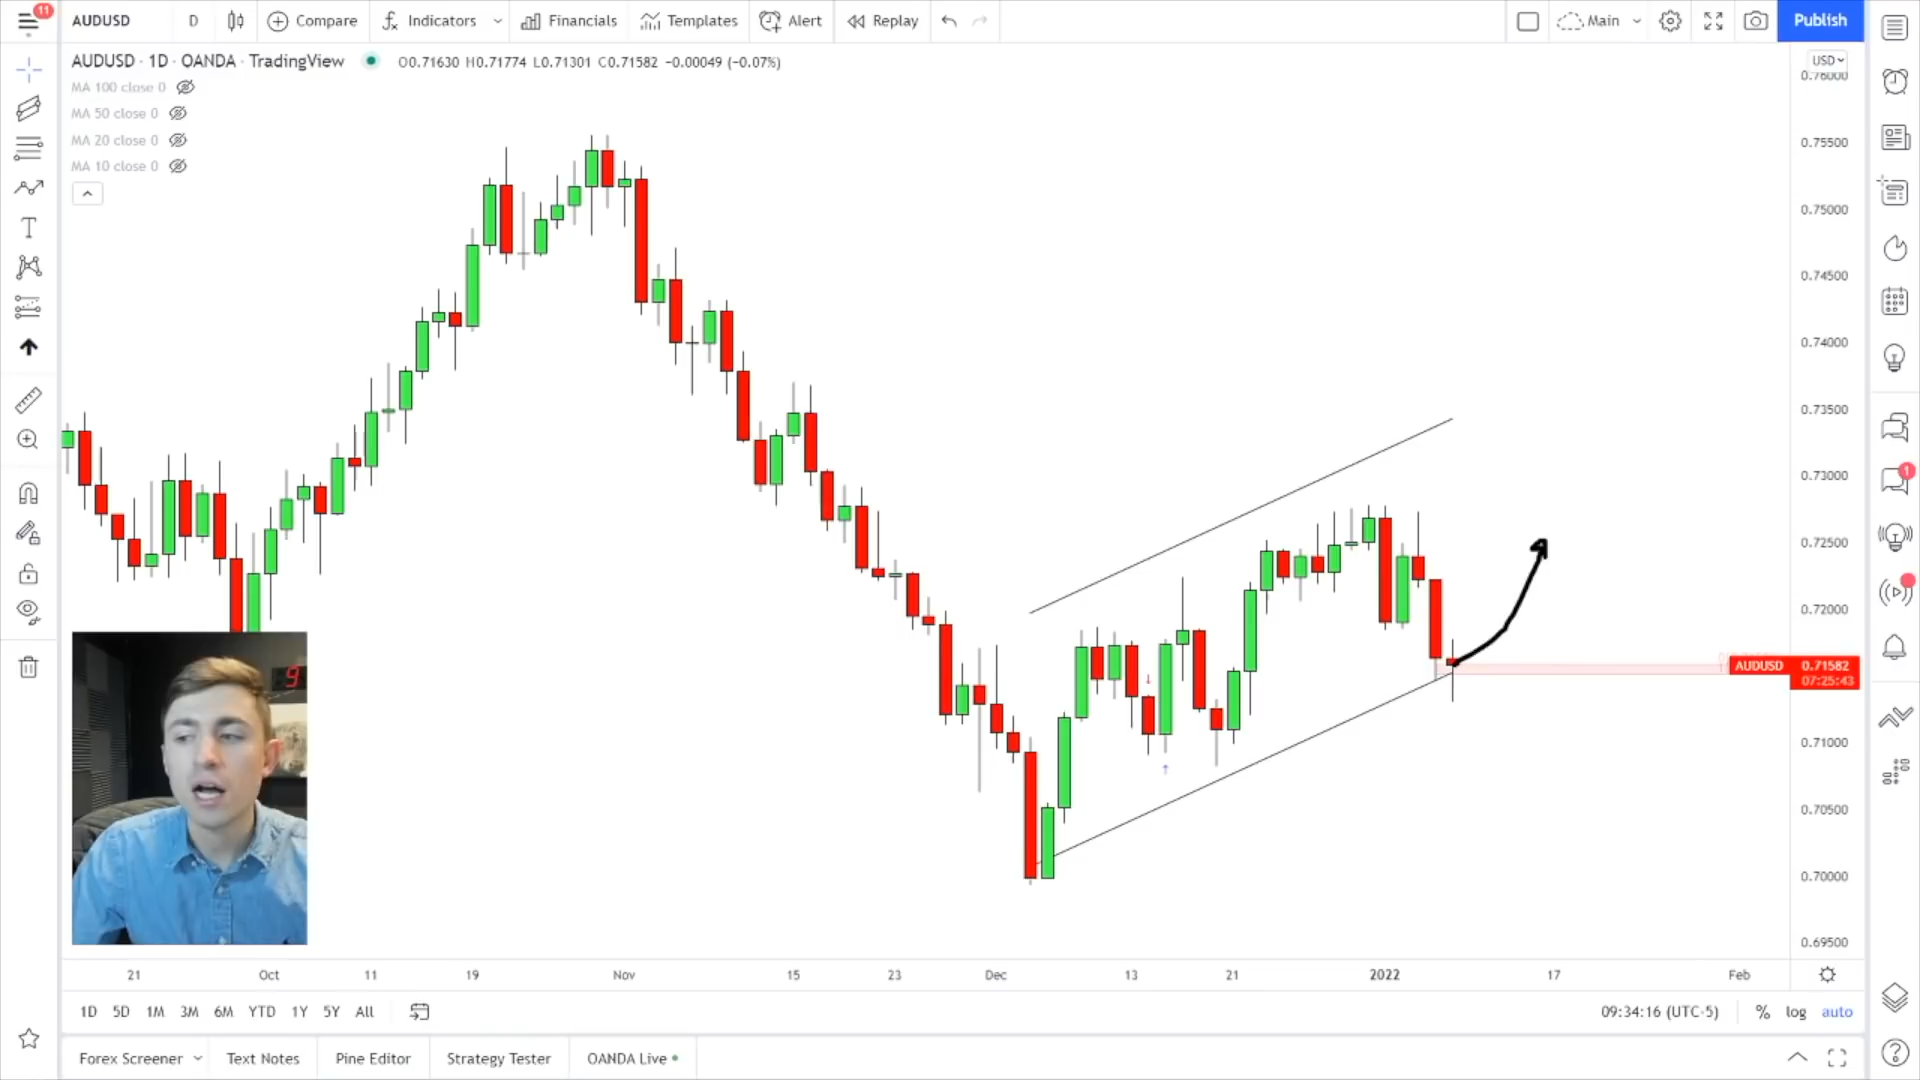 11
AUDUSD D Compare Indicators Financials Templates Alert Replay Main Publish
AUDUSD · 1D · OANDA · TradingView O0.71630 H0.71774 L0.71301 C0.71582 −0.00049 (−0.07%)
USD
0.76000
MA 100 close 0
MA 50 close 0
MA 20 close 0
MA 10 close 0
0.75500
0.75000
0.74500
0.74000
0.73500
0.73000
1
0.72500
0.72000
AUDUSD 0.71582
07:25:43
9
0.71000
0.70500
0.70000
0.69500
21 Oct 11 19 Nov 15 23 Dec 13 21 2022 17 Feb
1D 5D 1M 3M 6M YTD 1Y 5Y All 09:34:16 (UTC-5) % log auto
Forex Screener Text Notes Pine Editor Strategy Tester OANDA Live